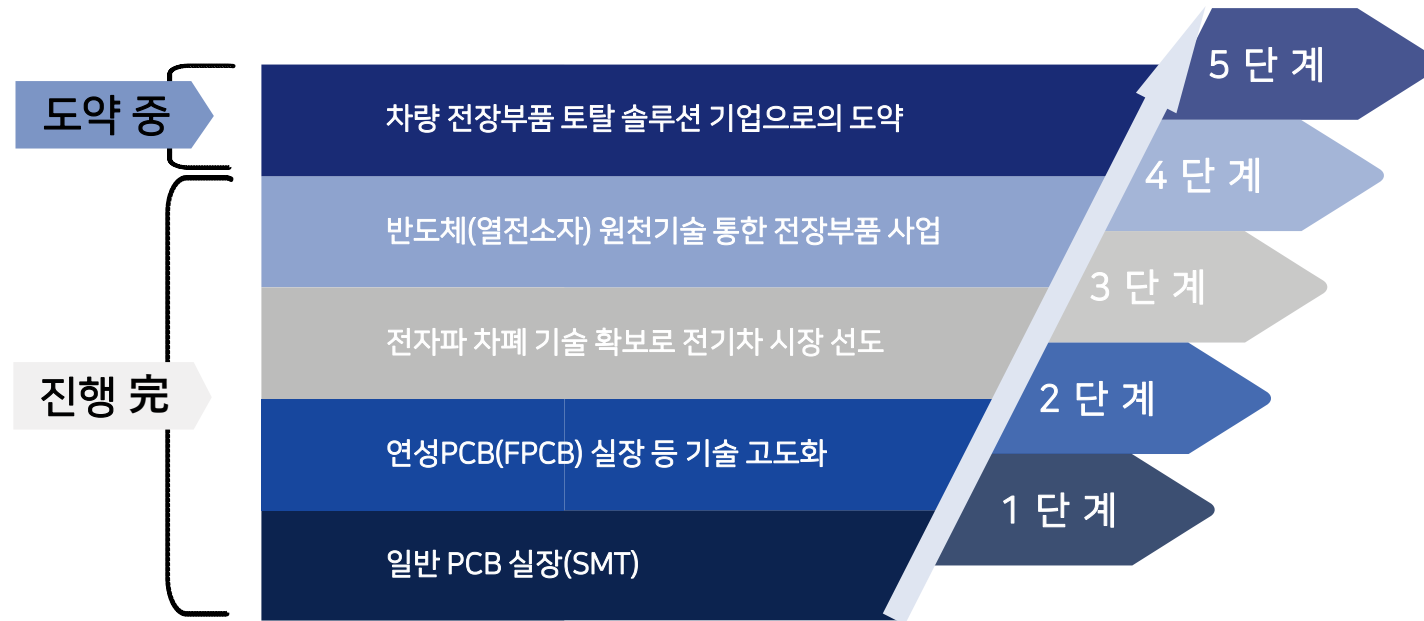 5 단 계
도약 중
차량 전장부품 토탈 솔루션 기업으로의 도약
4 단 계
반도체(열전소자) 원천기술 통한 전장부품 사업
3 단 계
전자파 차폐 기술 확보로 전기차 시장 선도
진행 完
2 단 계
연성PCB(FPCB) 실장 등 기술 고도화
1 단 계
일반 PCB 실장(SMT)